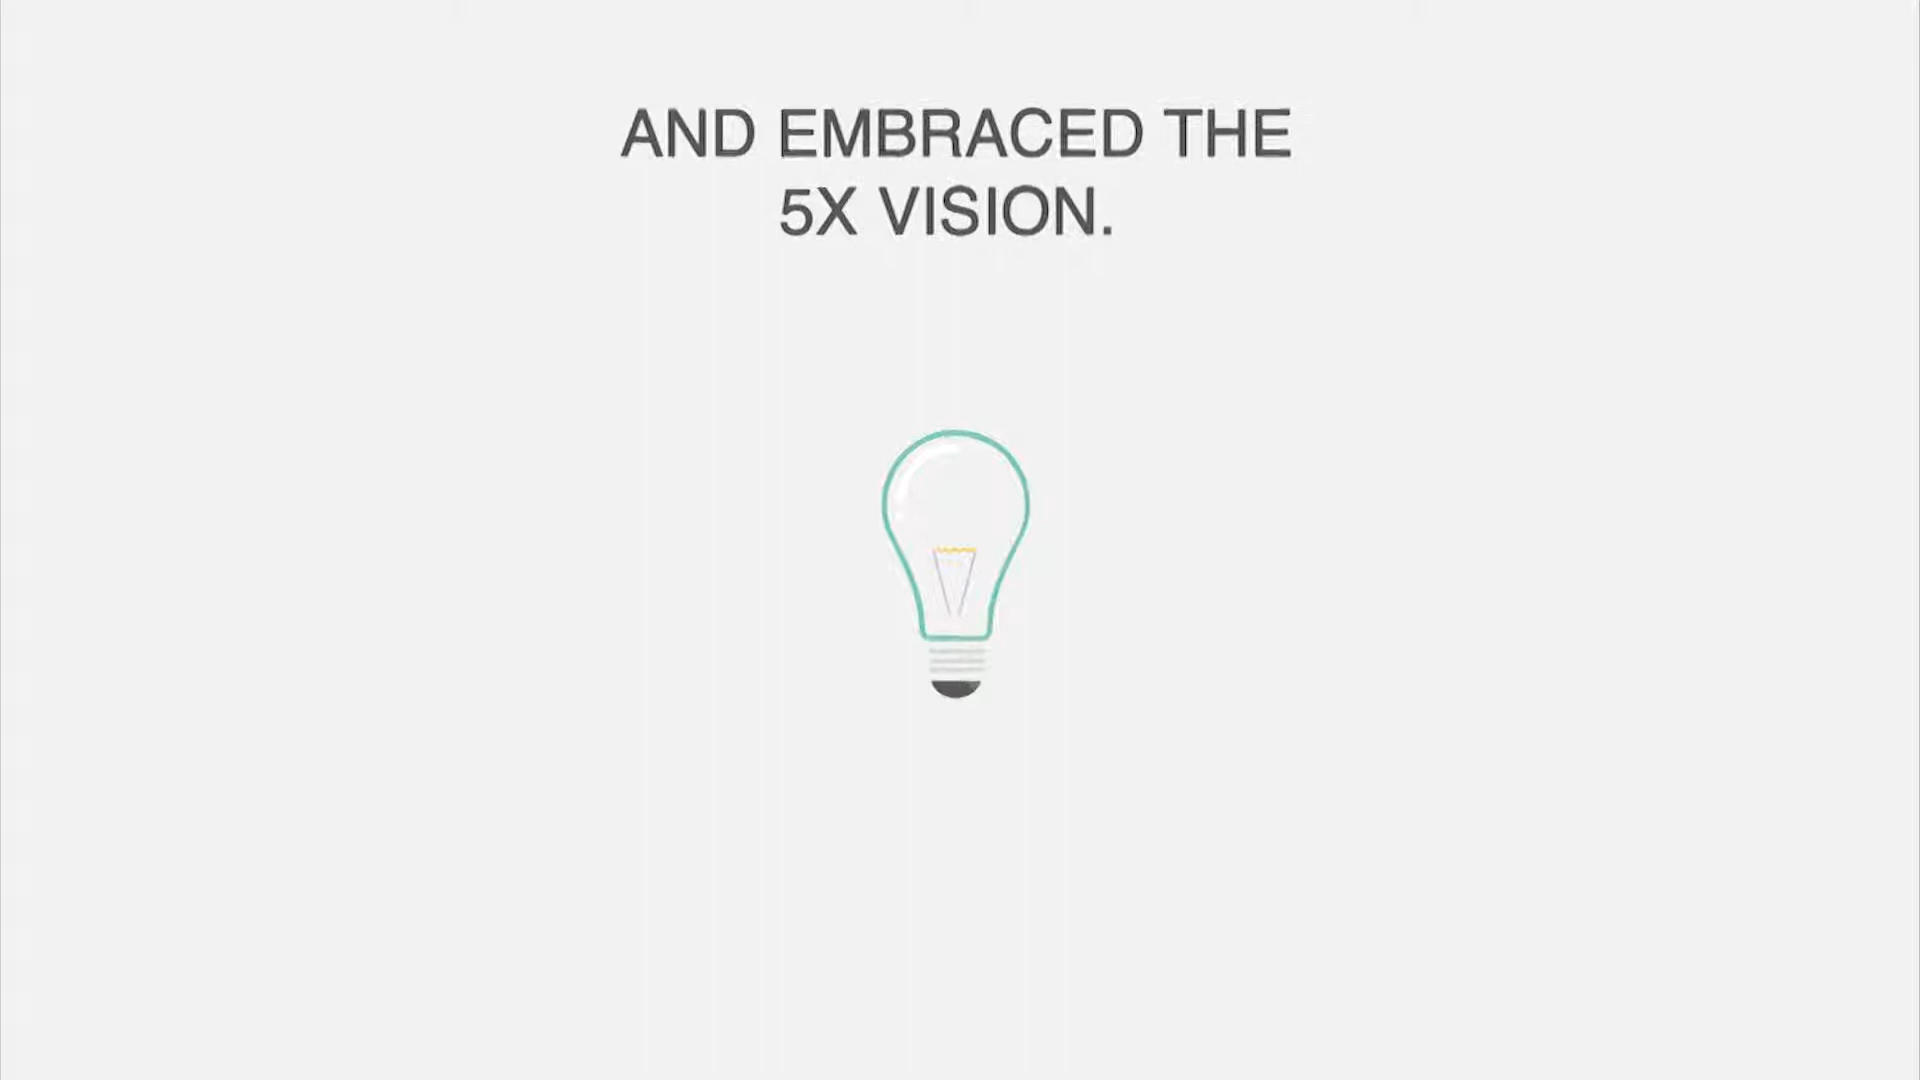 AND EMBRACED THE
5X VISION.